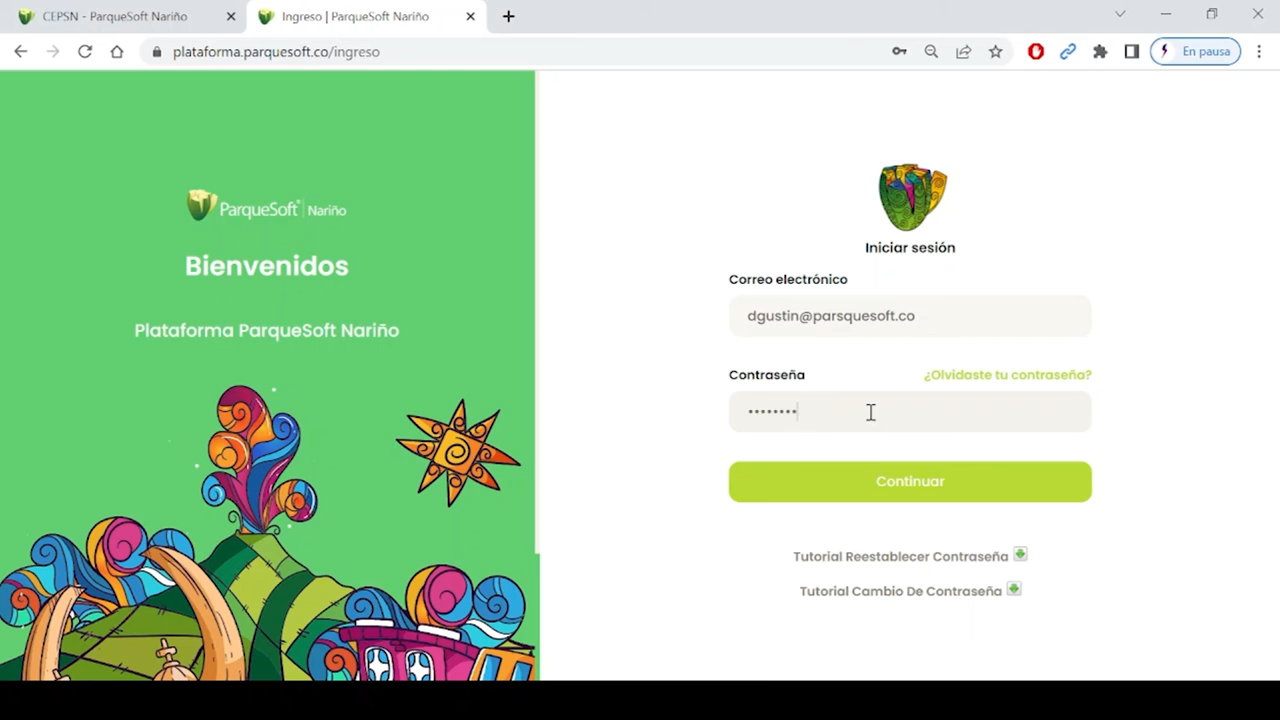 CEPSN - ParqueSoft Nariño
Ingreso | ParqueSoft Nariño
plataforma.parquesoft.co/ingreso
En pausa
ParqueSoft® | Nariño
Bienvenidos
Plataforma ParqueSoft Nariño
Iniciar sesión
Correo electrónico
dgustin@parsquesoft.co
Contraseña
¿Olvidaste tu contraseña?
••••••••
Continuar
Tutorial Reestablecer Contraseña
Tutorial Cambio De Contraseña